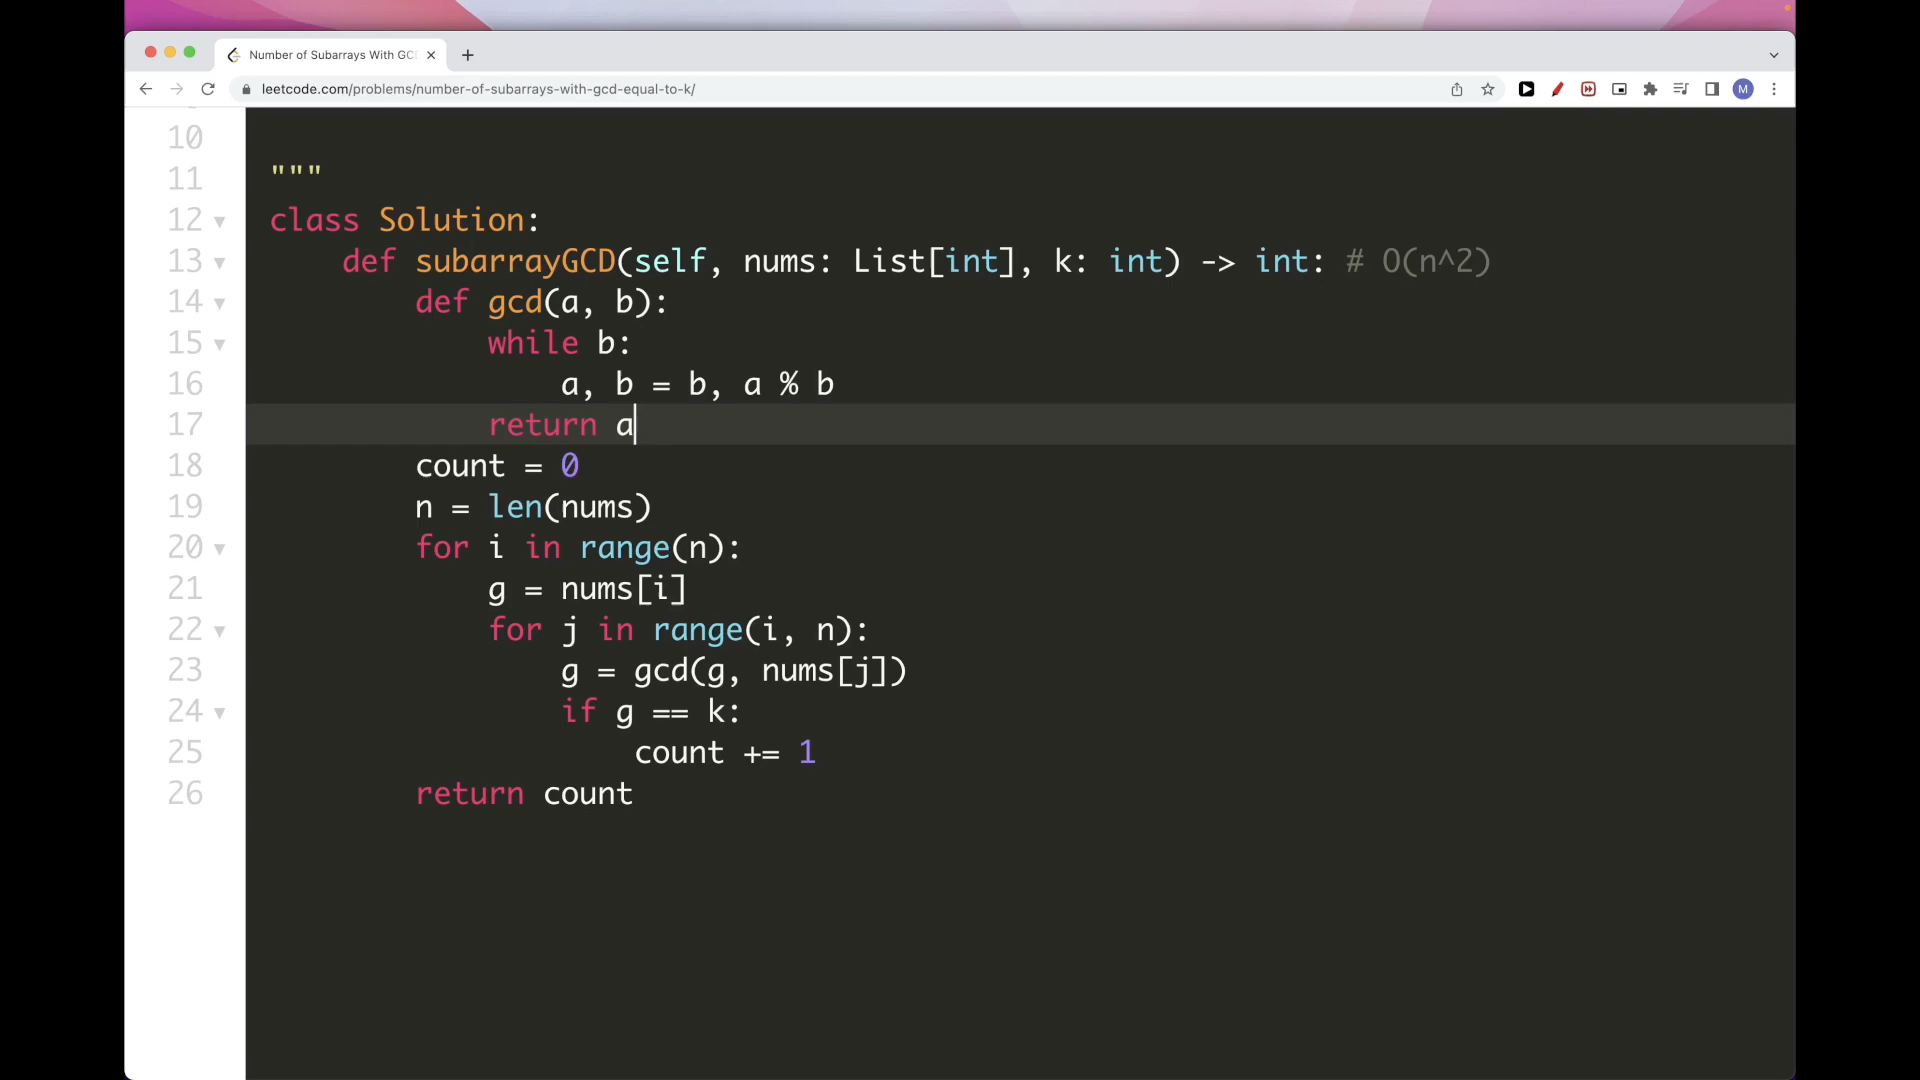 Number of Subarrays With GC
leetcode.com/problems/number-of-subarrays-with-gcd-equal-to-k/
M
10
11 """
12 class Solution:
13 def subarrayGCD(self, nums: List[int], k: int) -> int: # O(n^2)
14 def gcd(a, b):
15 while b:
16 a, b = b, a % b
17 return a
18 count = 0
19 n = len(nums)
20 for i in range(n):
21 g = nums[i]
22 for j in range(i, n):
23 g = gcd(g, nums[j])
24 if g == k:
25 count += 1
26 return count